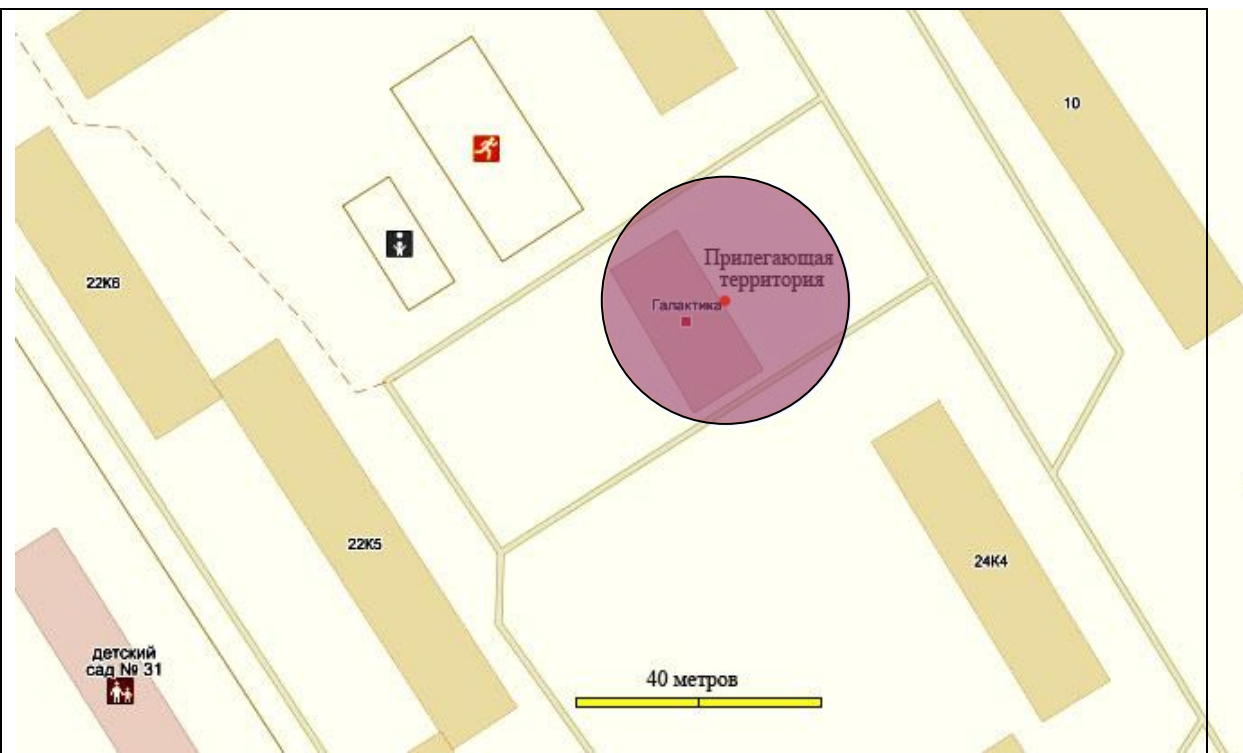 10
Прилегающая
территория
22К6
Галактика
22К5
24К4
детский
сад № 31
40 метров